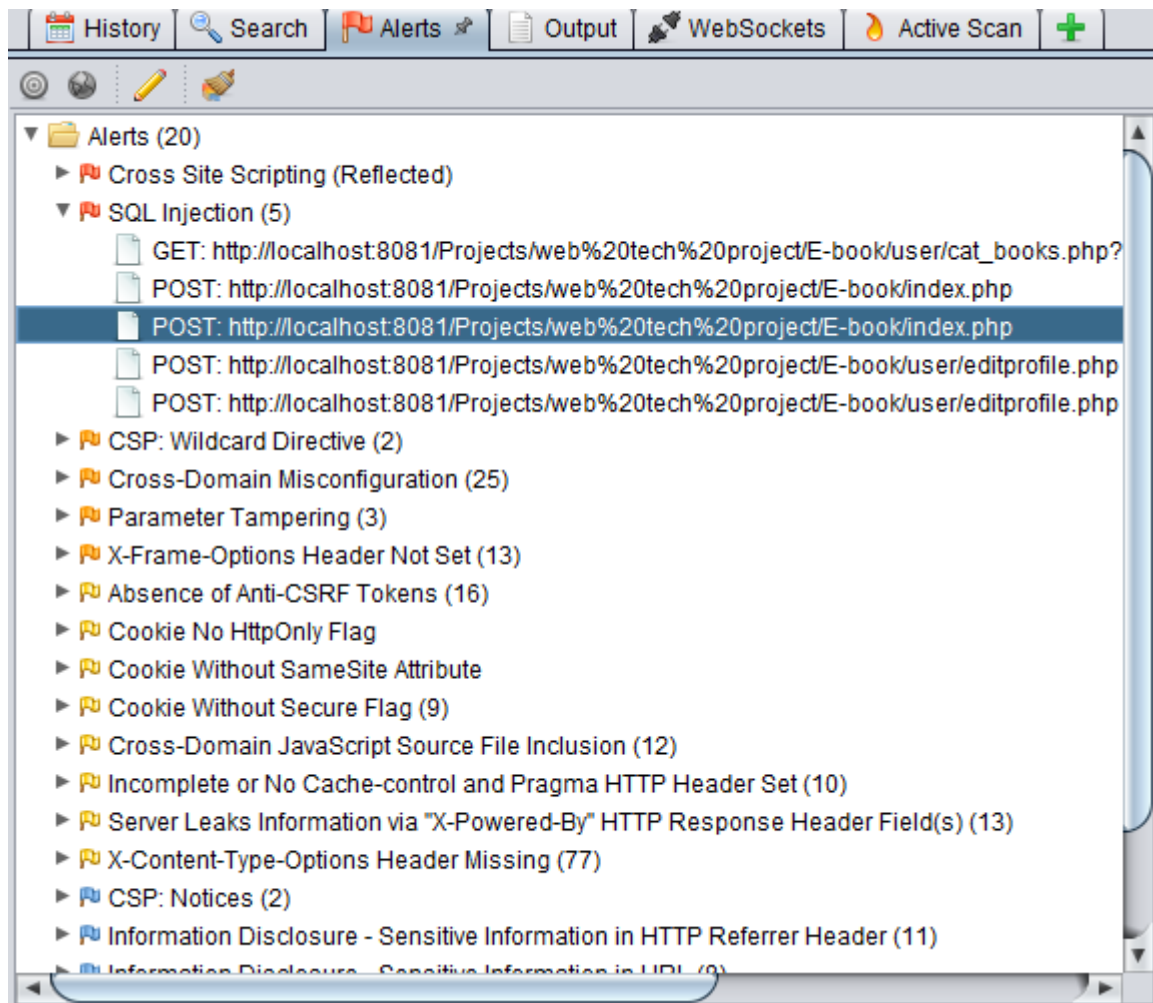 History Search Alerts Output WebSockets Active Scan
Alerts (20)
Cross Site Scripting (Reflected)
SQL Injection (5)
GET: http://localhost:8081/Projects/web%20tech%20project/E-book/user/cat_books.php?
POST: http://localhost:8081/Projects/web%20tech%20project/E-book/index.php
POST: http://localhost:8081/Projects/web%20tech%20project/E-book/index.php
POST: http://localhost:8081/Projects/web%20tech%20project/E-book/user/editprofile.php
POST: http://localhost:8081/Projects/web%20tech%20project/E-book/user/editprofile.php
CSP: Wildcard Directive (2)
Cross-Domain Misconfiguration (25)
Parameter Tampering (3)
X-Frame-Options Header Not Set (13)
Absence of Anti-CSRF Tokens (16)
Cookie No HttpOnly Flag
Cookie Without SameSite Attribute
Cookie Without Secure Flag (9)
Cross-Domain JavaScript Source File Inclusion (12)
Incomplete or No Cache-control and Pragma HTTP Header Set (10)
Server Leaks Information via "X-Powered-By" HTTP Response Header Field(s) (13)
X-Content-Type-Options Header Missing (77)
CSP: Notices (2)
Information Disclosure - Sensitive Information in HTTP Referrer Header (11)
Information Disclosure - Sensitive Information in URL